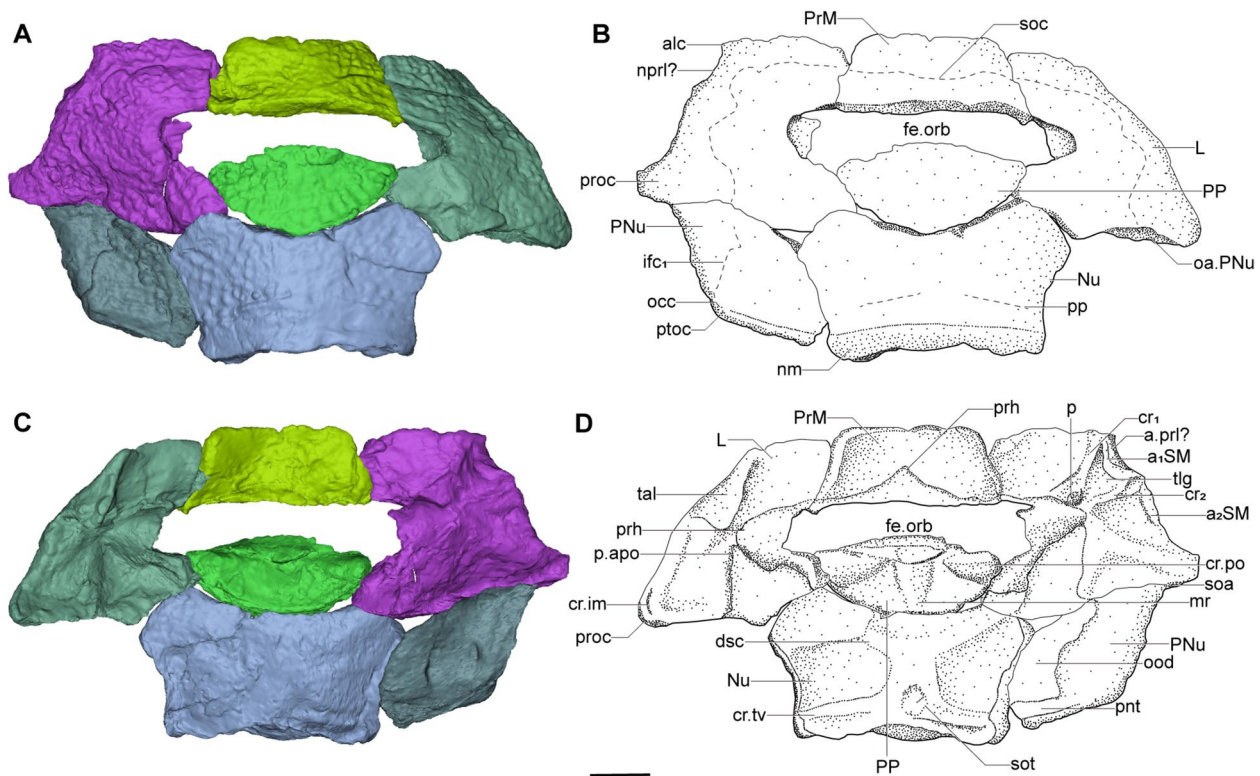 A
B
PrM
soc
alc
nprl?
fe.orb
L
proc
PP
PNu
ifc₁
oa.PNu
Nu
occ
pp
ptoc
nm
C
D
PrM
prh
p
cr₁
L
a.prl?
a₁SM
tal
tlg
cr₂
prh
a₂SM
fe.orb
p.apo
cr.po
soa
cr.im
mr
proc
dsc
PNu
ood
Nu
cr.tv
pnt
PP
sot